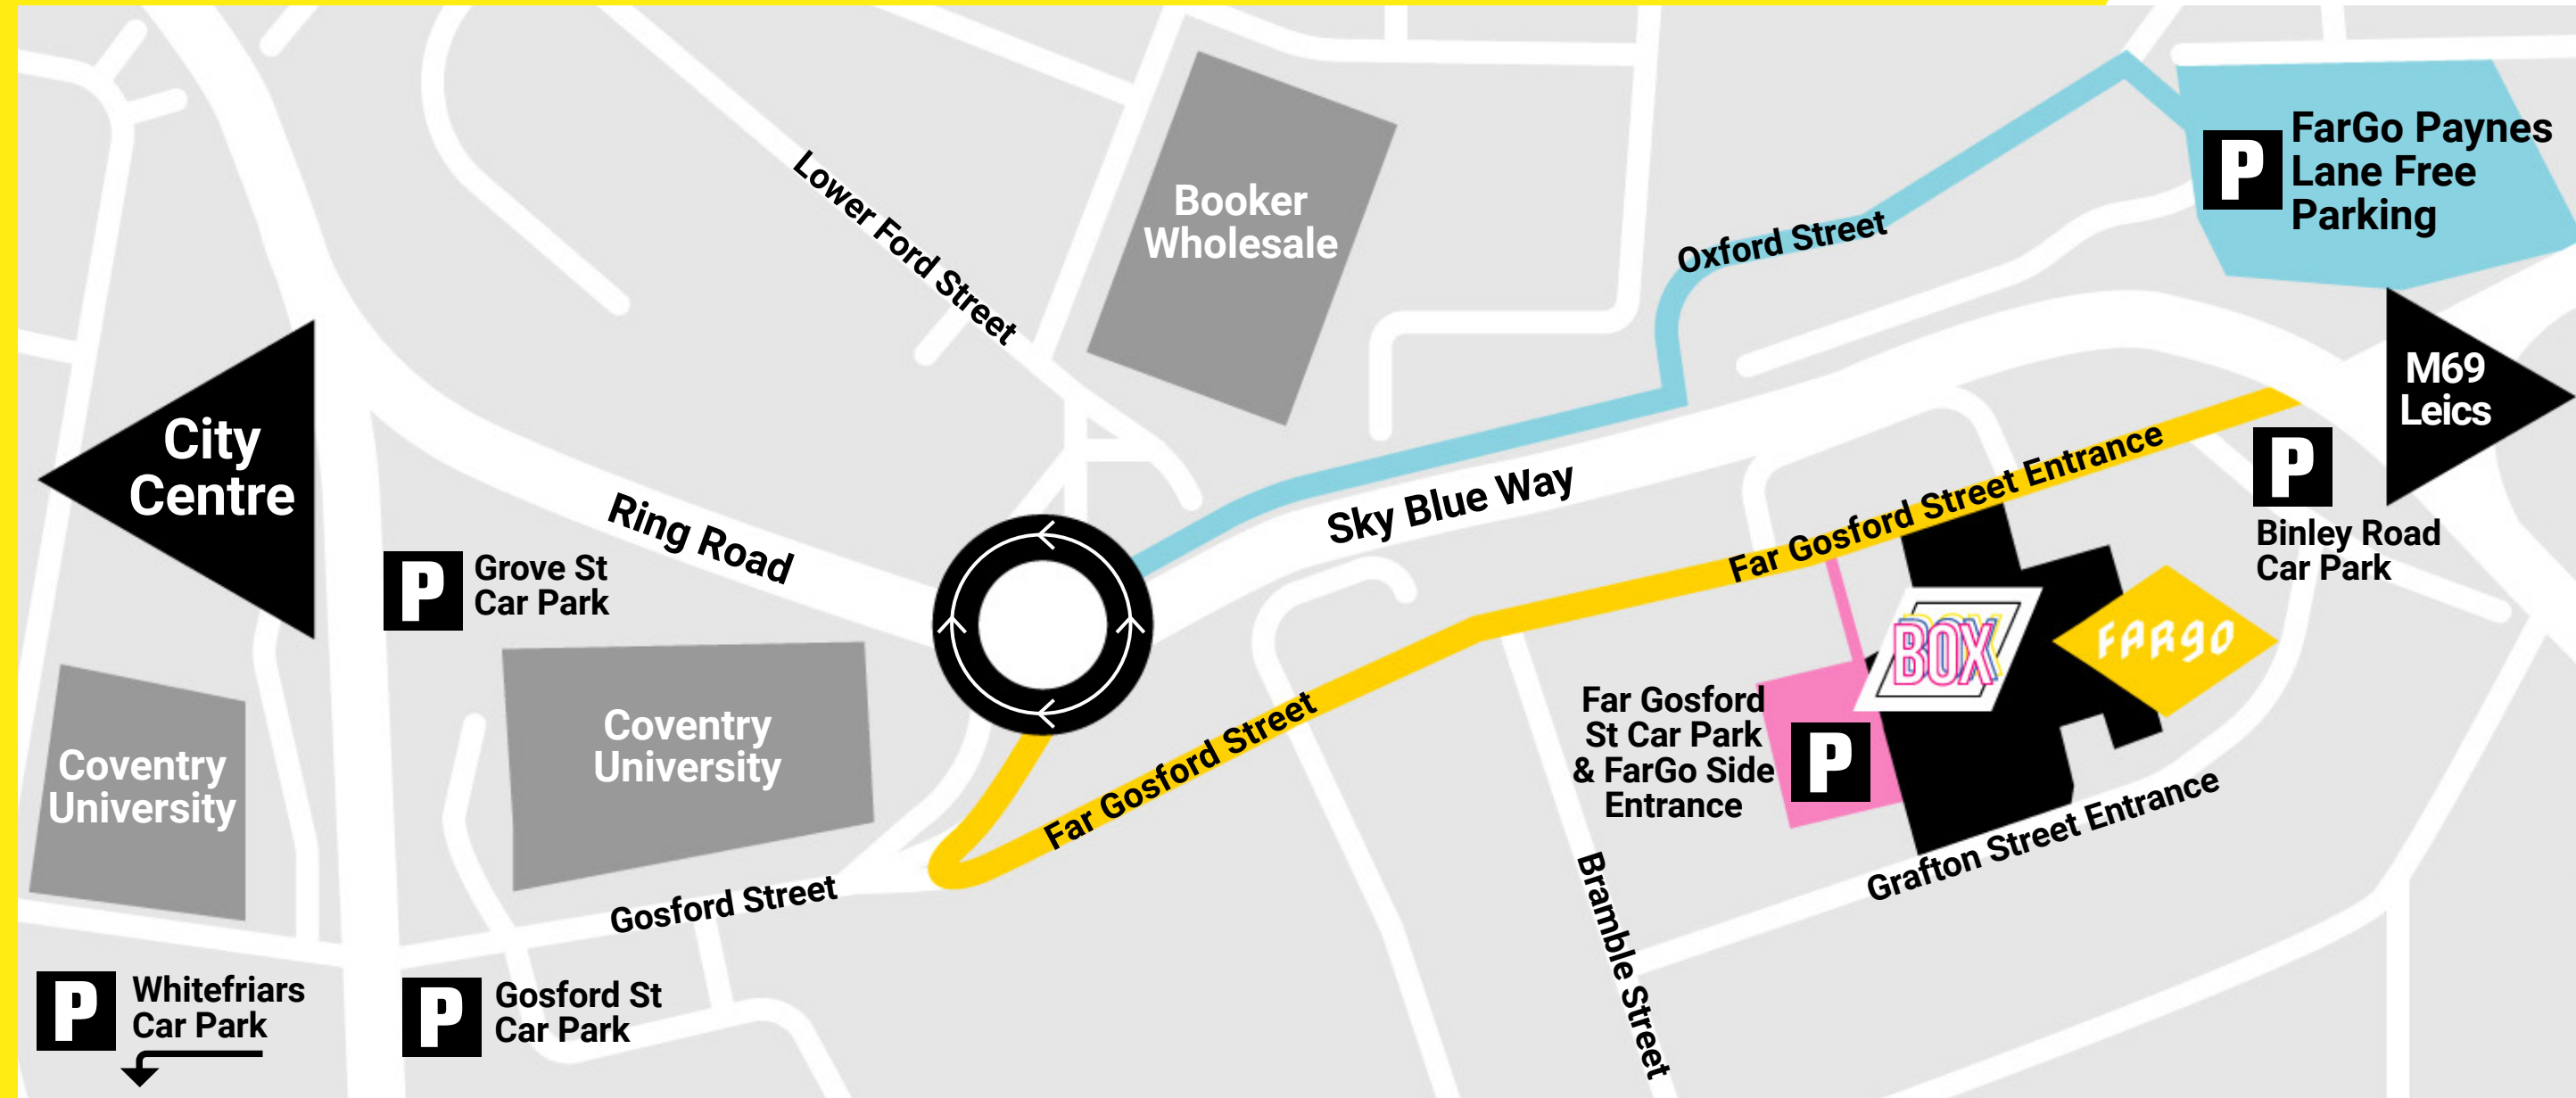 P
FarGo Paynes
Lane Free
Parking
Lower Ford Street
Booker
Wholesale
Oxford Street
City
Centre
M69
Leics
Ring Road
Sky Blue Way
Far Gosford Street Entrance
P
Binley Road
Car Park
P
Grove St
Car Park
BOX
FARgO
Coventry
University
Coventry
University
Far Gosford Street
Far Gosford
St Car Park
& FarGo Side
Entrance
P
Gosford Street
Grafton Street Entrance
Bramble Street
P
Whitefriars
Car Park
P
Gosford St
Car Park